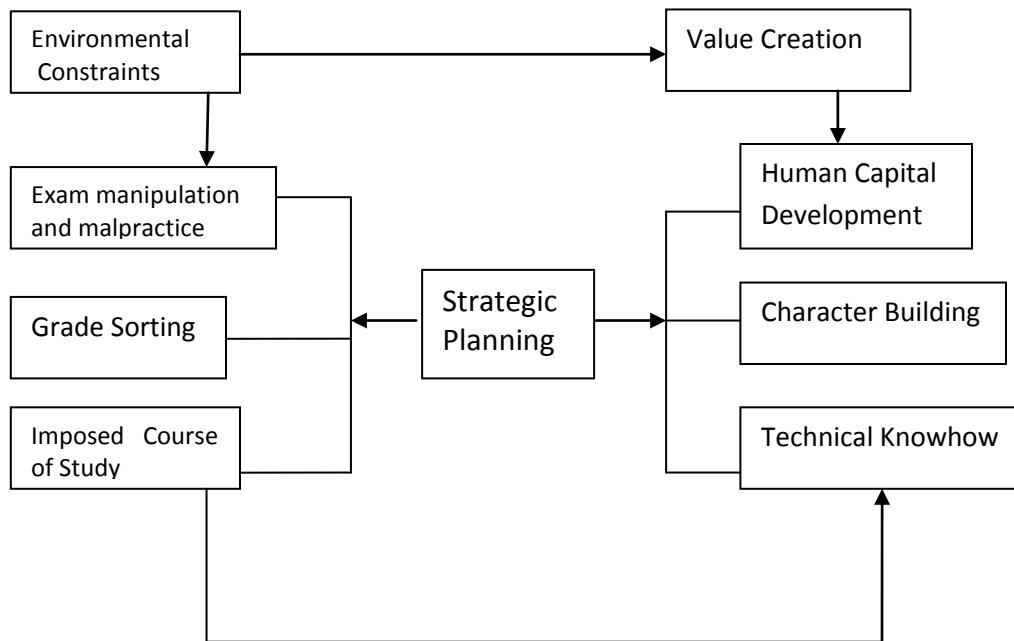 Environmental
Constraints
Value Creation
Exam manipulation
and malpractice
Human Capital
Development
Strategic
Planning
Grade Sorting
Character Building
Imposed Course
of Study
Technical Knowhow